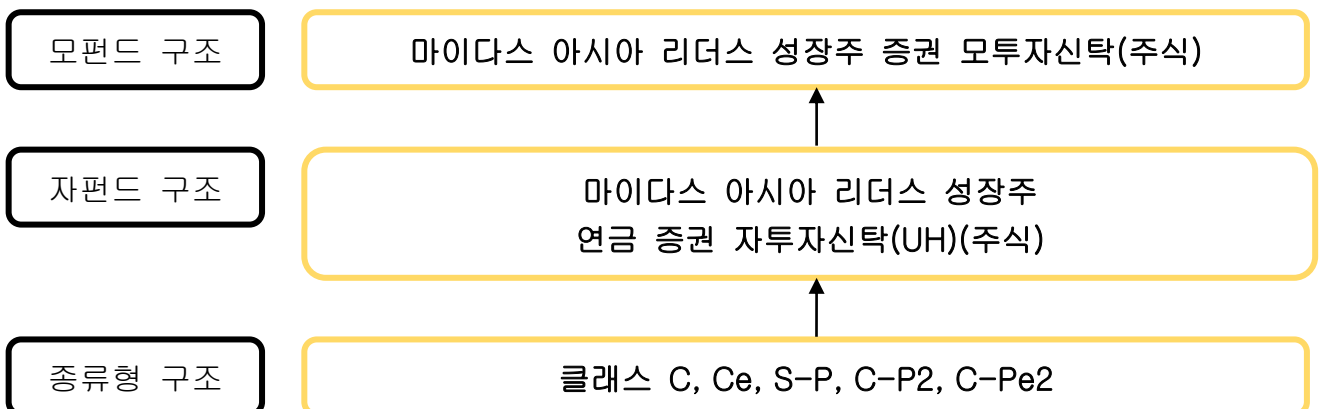 모펀드 구조
마이다스 아시아 리더스 성장주 증권 모투자신탁(주식)
자펀드 구조
마이다스 아시아 리더스 성장주
연금 증권 자투자신탁(UH)(주식)
종류형 구조
클래스 C, Ce, S-P, C-P2, C-Pe2